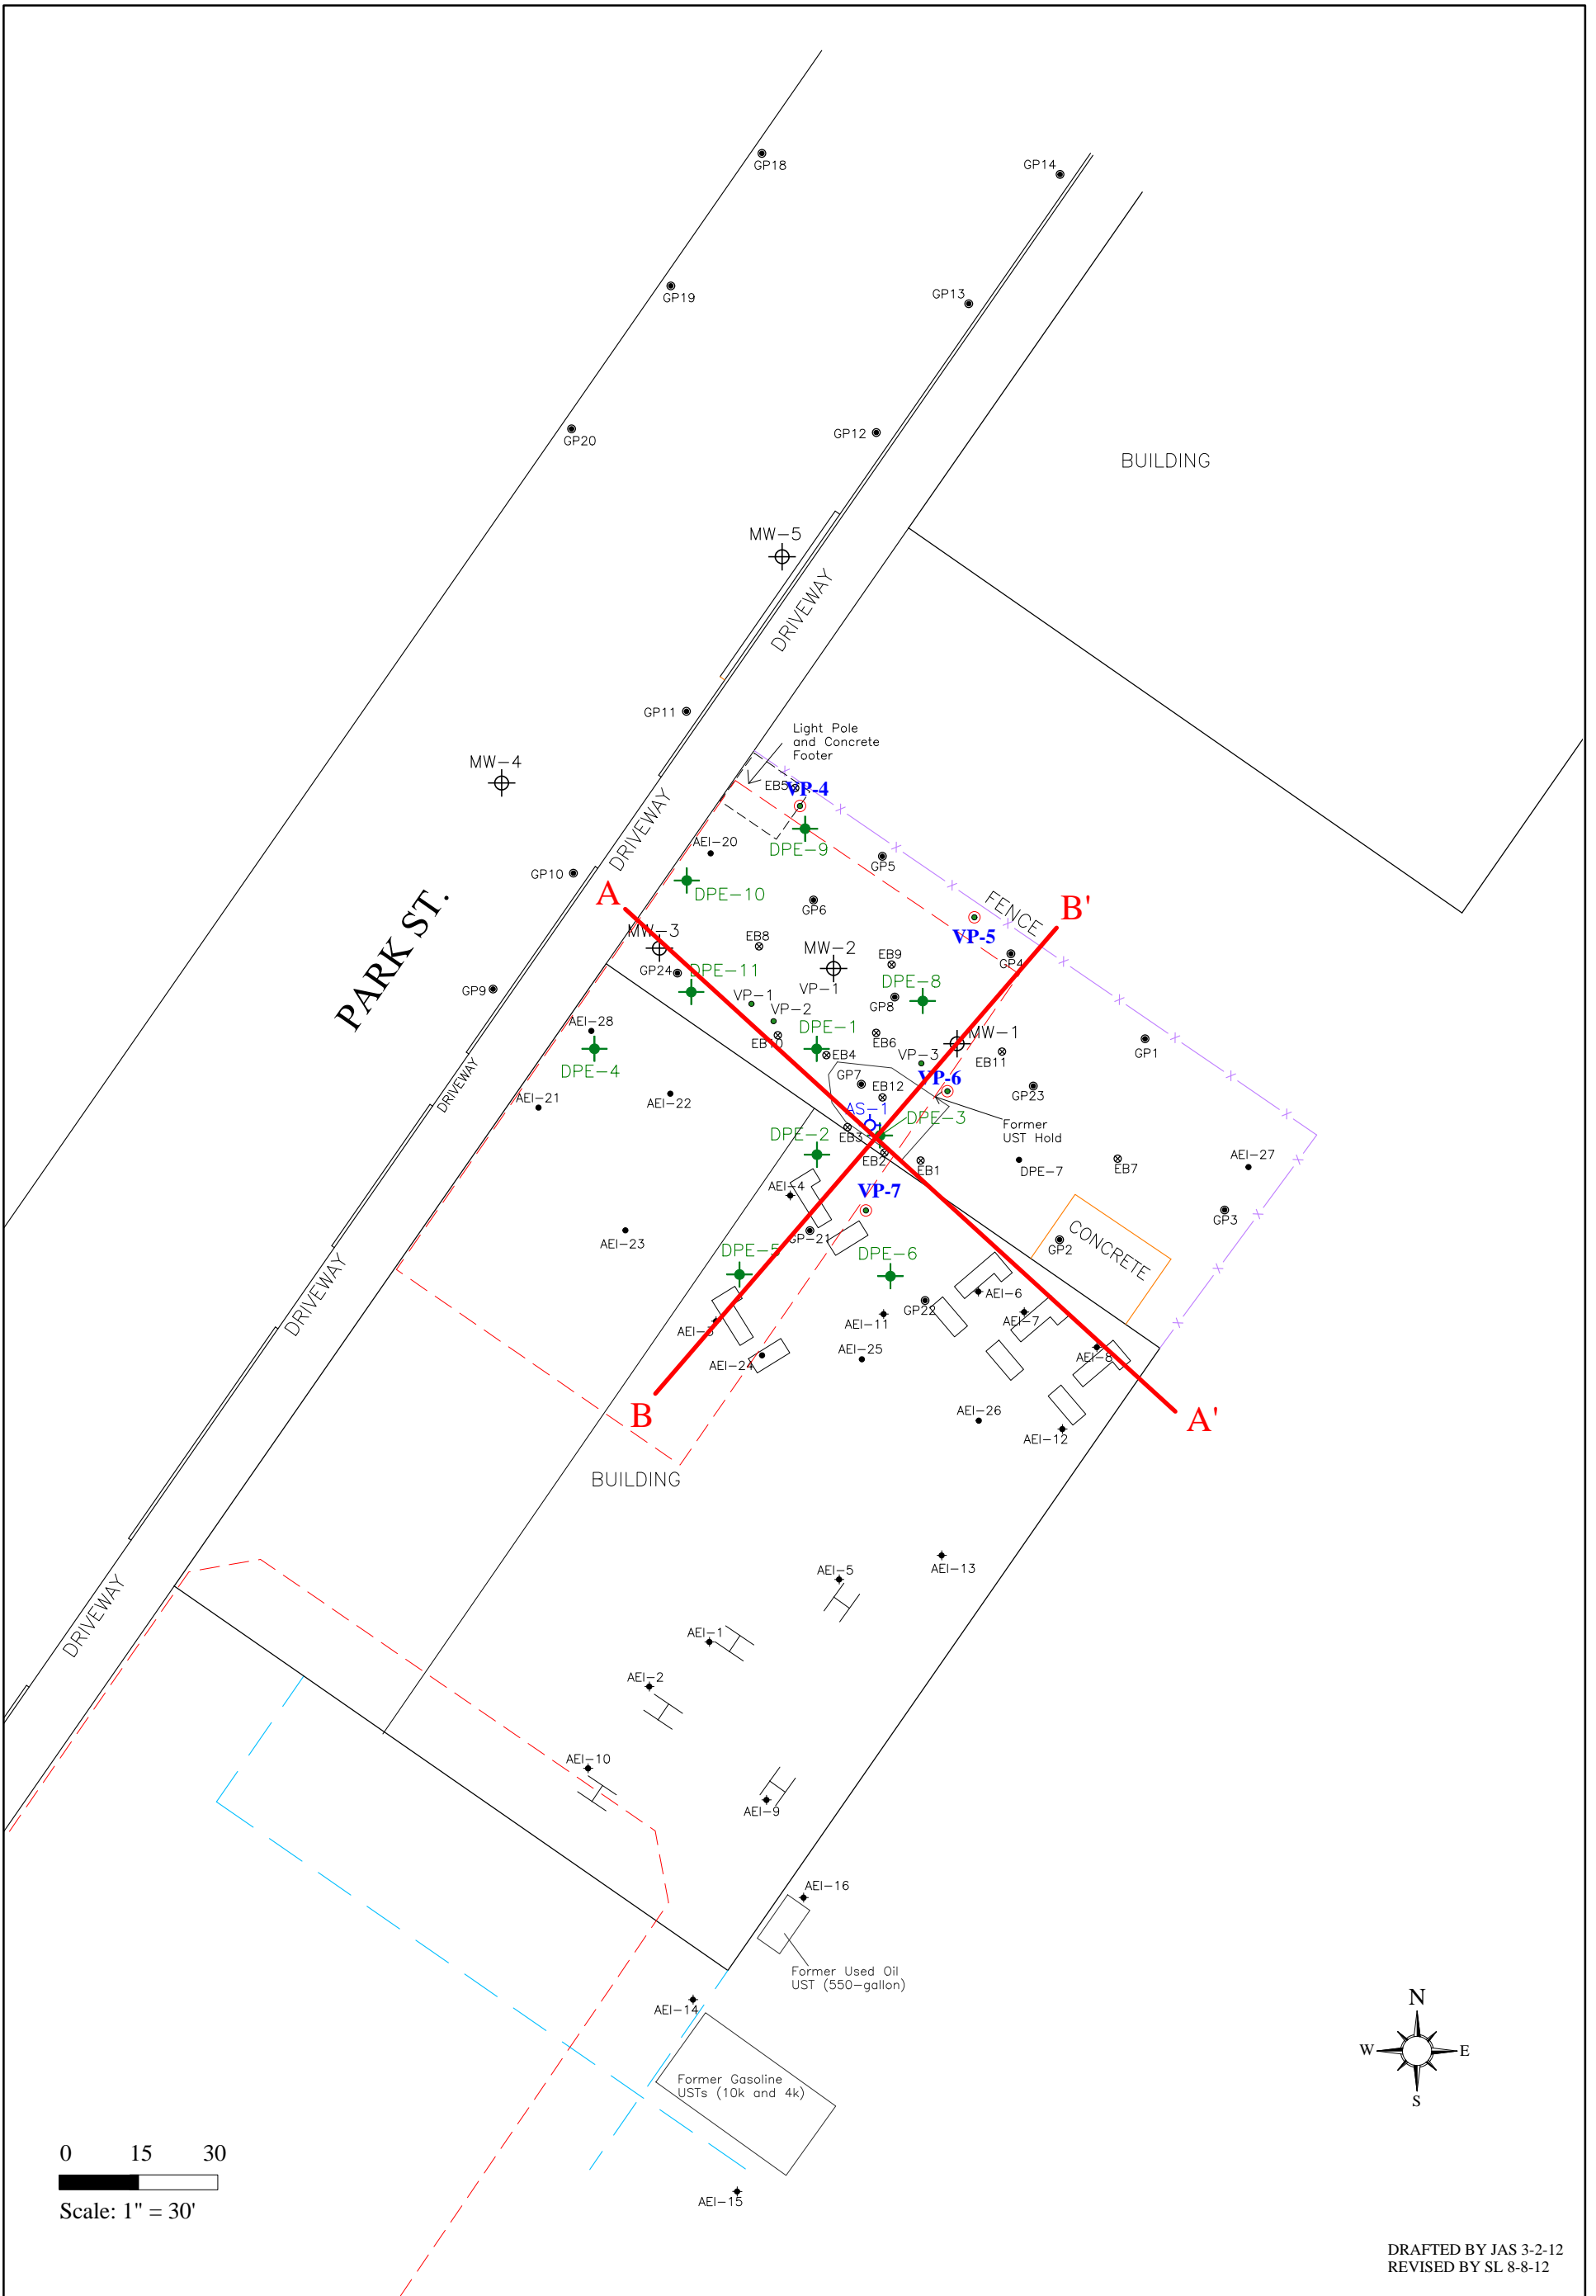 GP18
GP14
GP19
GP13
GP20
GP12
BUILDING
MW-5
DRIVEWAY
GP11
Light Pole
and Concrete
Footer
MW-4
EB5
VP-4
DRIVEWAY
AEI-20
DPE-9
GP5
GP10
DPE-10
A
GP6
FENCE
B'
PARK ST.
MW-3
EB8
VP-5
MW-2
EB9
GP4
GP24
DPE-11
DPE-8
GP9
VP-1
VP-1
GP8
VP-2
AEI-28
DPE-1
EB10
EB6
MW-1
GP1
EB4
VP-3
EB11
DPE-4
DRIVEWAY
GP7
VP-6
GP23
AEI-21
AEI-22
EB12
AS-1
DPE-3
Former
UST Hold
EB3
DPE-2
EB2
EB1
DPE-7
EB7
AEI-27
AEI-4
VP-7
GP3
AEI-23
GP-21
GP2
CONCRETE
DPE-5
DPE-6
DRIVEWAY
AEI-6
GP22
AEI-7
AEI-11
AEI-3
AEI-24
AEI-25
AEI-8
B
AEI-26
A'
AEI-12
BUILDING
AEI-13
AEI-5
DRIVEWAY
AEI-1
AEI-2
AEI-10
AEI-9
AEI-16
Former Used Oil
UST (550-gallon)
AEI-14
N
W E
S
Former Gasoline
USTs (10k and 4k)
0 15 30
Scale: 1" = 30'
AEI-15
DRAFTED BY JAS 3-2-12
REVISED BY SL 8-8-12